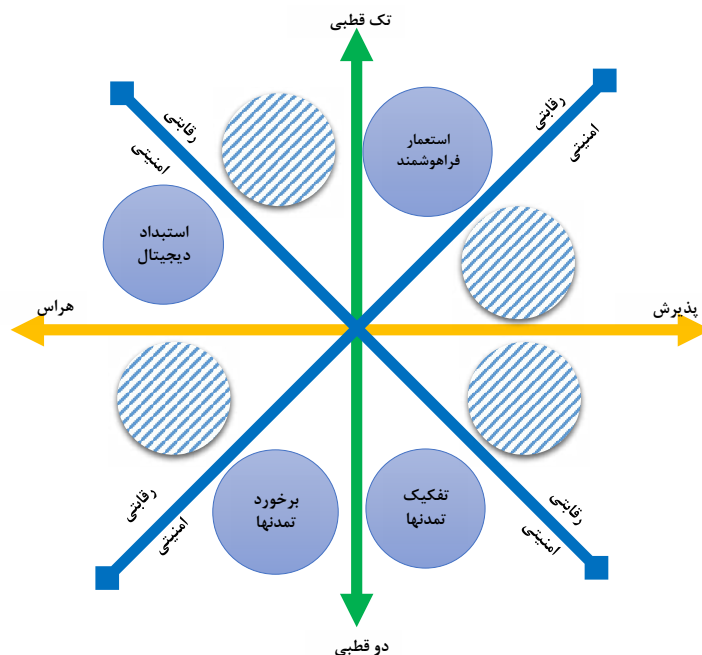 تک قطبی
رقابتی
امنیتی
رقابتی
امنیتی
استعمار
فراهوشمند
استبداد
دیجیتال
هراس
پذیرش
برخورد
تمدنها
تفکیک
تمدنها
رقابتی
امنیتی
رقابتی
امنیتی
دو قطبی